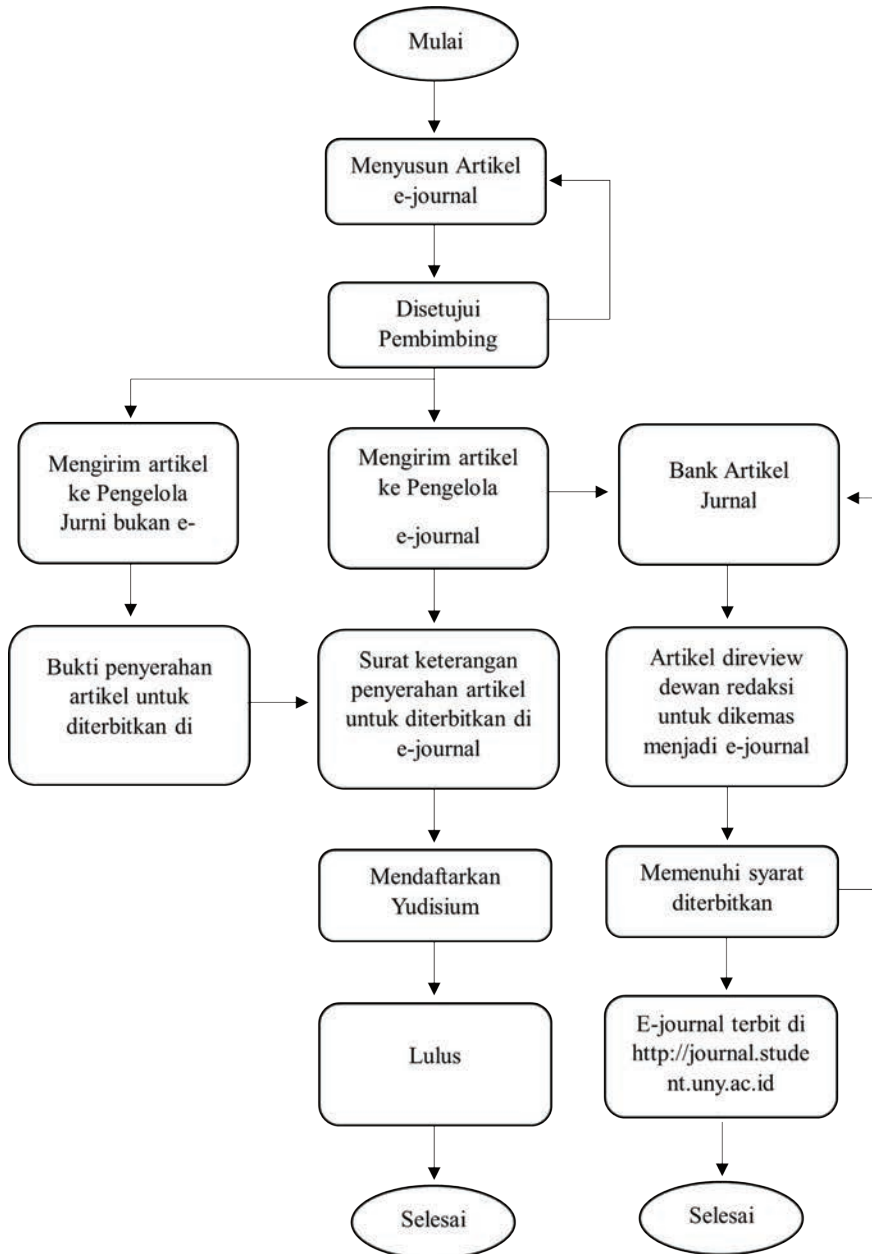 Mulai
Menyusun Artikel
e-journal
Disetujui
Pembimbing
Mengirim artikel
ke Pengelola
Jurni bukan e-
Mengirim artikel
ke Pengelola
e-journal
Bank Artikel
Jurnal
Bukti penyerahan
artikel untuk
diterbitkan di
Surat keterangan
penyerahan artikel
untuk diterbitkan di
e-journal
Artikel direview
dewan redaksi
untuk dikemas
menjadi e-journal
Mendaftarkan
Yudisium
Memenuhi syarat
diterbitkan
Lulus
E-journal terbit di
http://journal.stude
nt.uny.ac.id
Selesai
Selesai